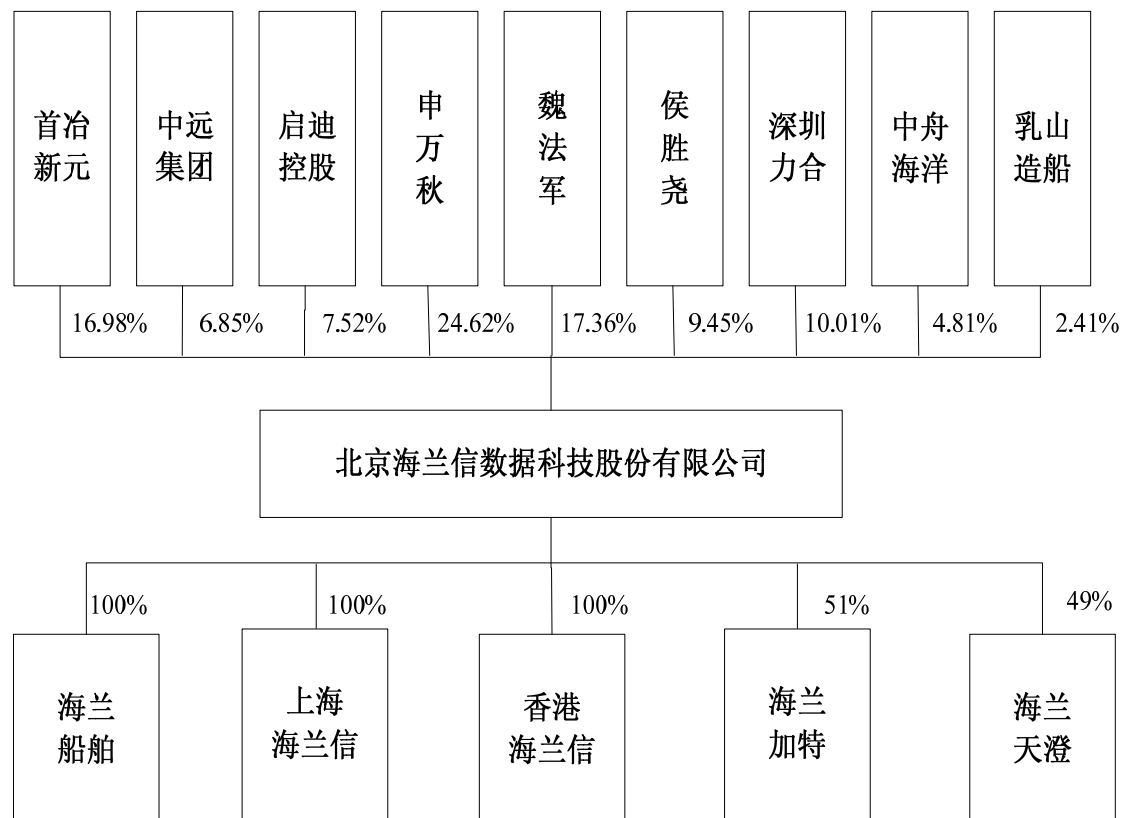 首冶
新元
中远
集团
启迪
控股
申
万
秋
魏
法
军
侯
胜
尧
深圳
力合
中舟
海洋
乳山
造船
16.98%
6.85%
7.52%
24.62%
17.36%
9.45%
10.01%
4.81%
2.41%
北京海兰信数据科技股份有限公司
100%
100%
100%
51%
49%
海兰
船舶
上海
海兰信
香港
海兰信
海兰
加特
海兰
天澄